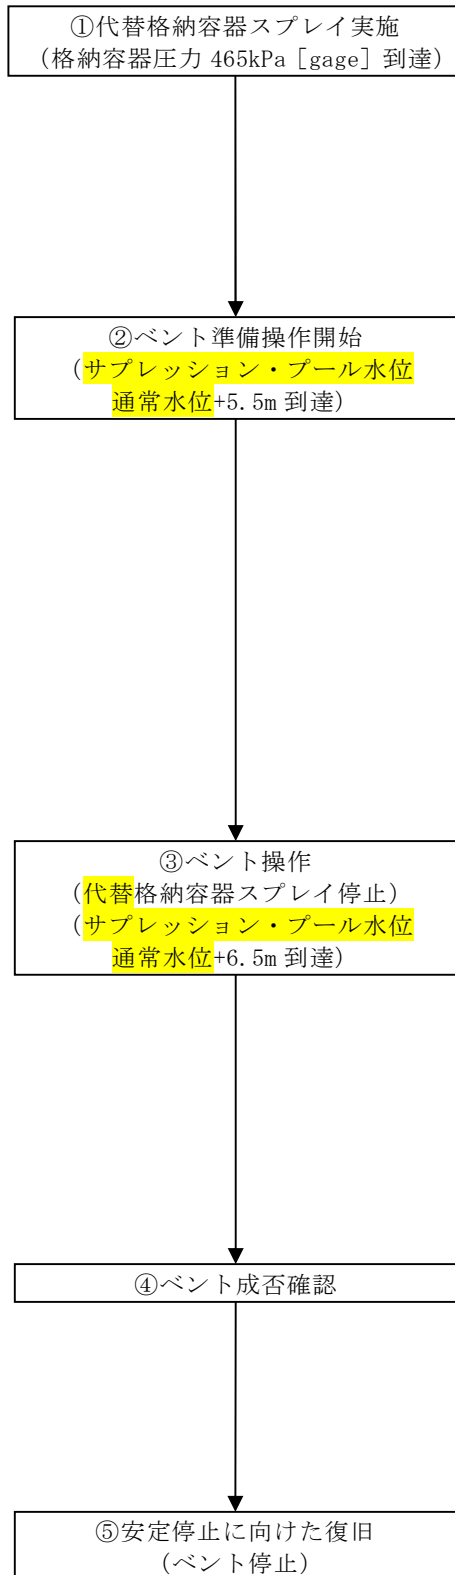 ①代替格納容器スプレイ実施
(格納容器圧力 465kPa [gage] 到達)
②ベント準備操作開始
(サプレッション・プール水位
通常水位+5.5m 到達)
③ベント操作
(代替格納容器スプレイ停止)
(サプレッション・プール水位
通常水位+6.5m 到達)
④ベント成否確認
⑤安定停止に向けた復旧
(ベント停止)